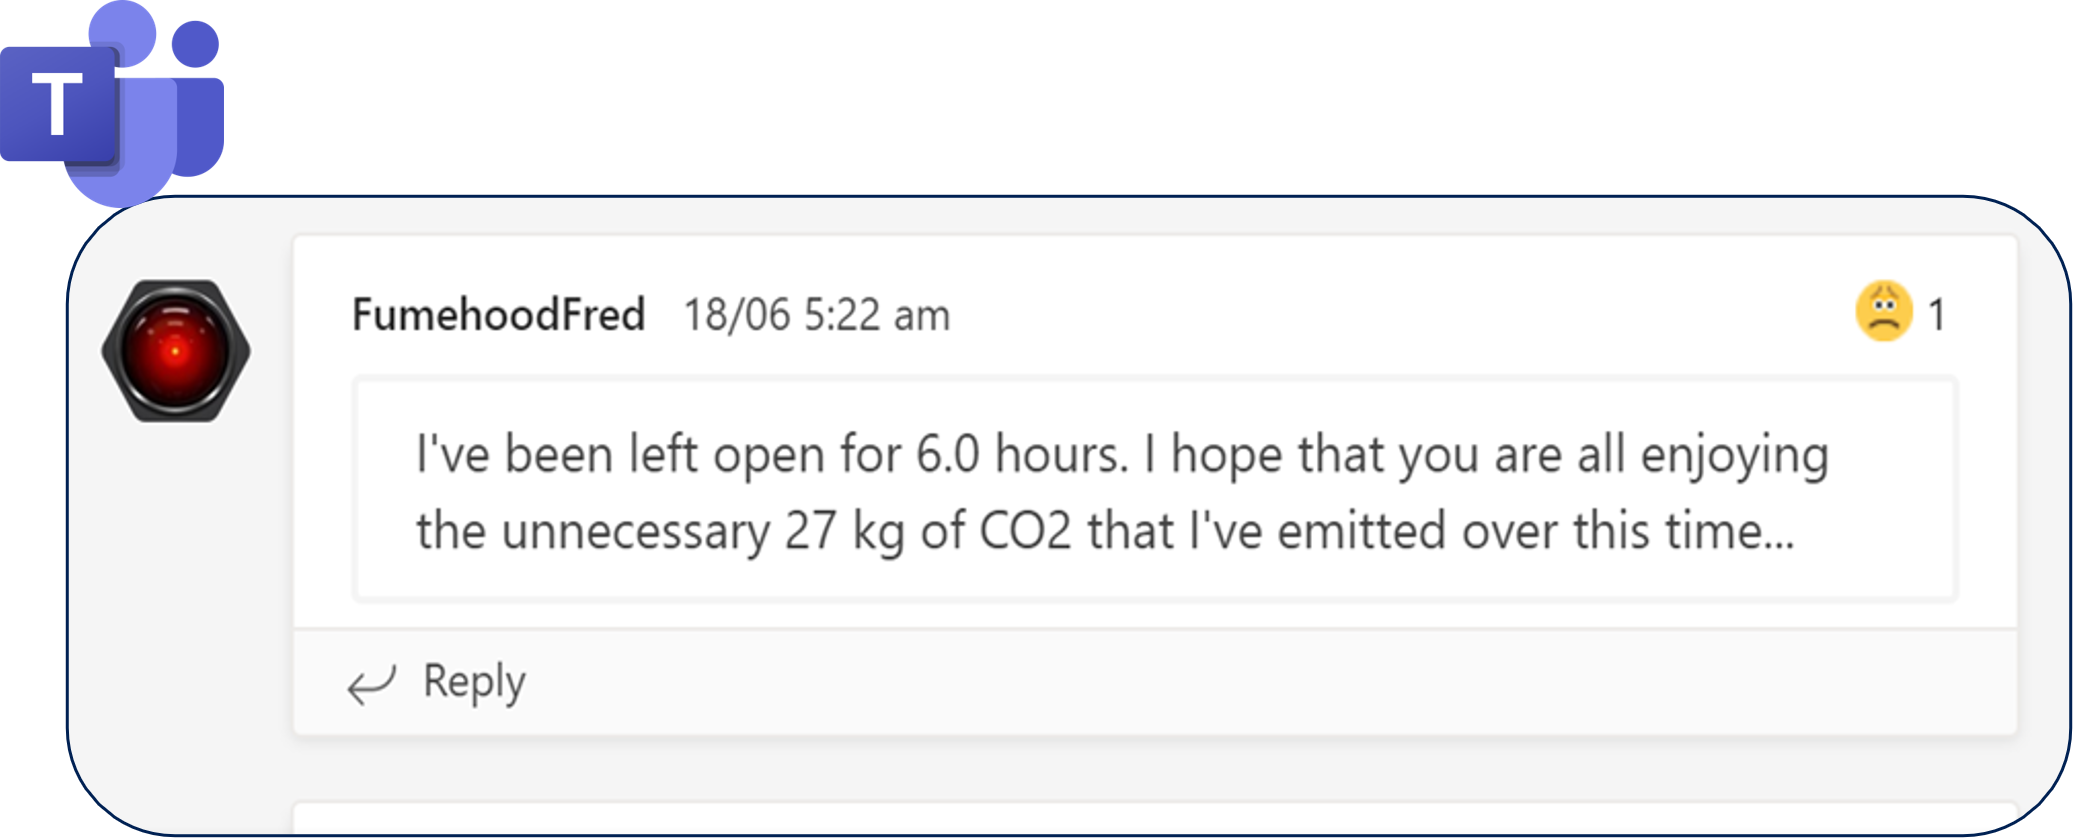 T
FumehoodFred 18/06 5:22 am 1
I've been left open for 6.0 hours. I hope that you are all enjoying
the unnecessary 27 kg of CO2 that I've emitted over this time...
Reply